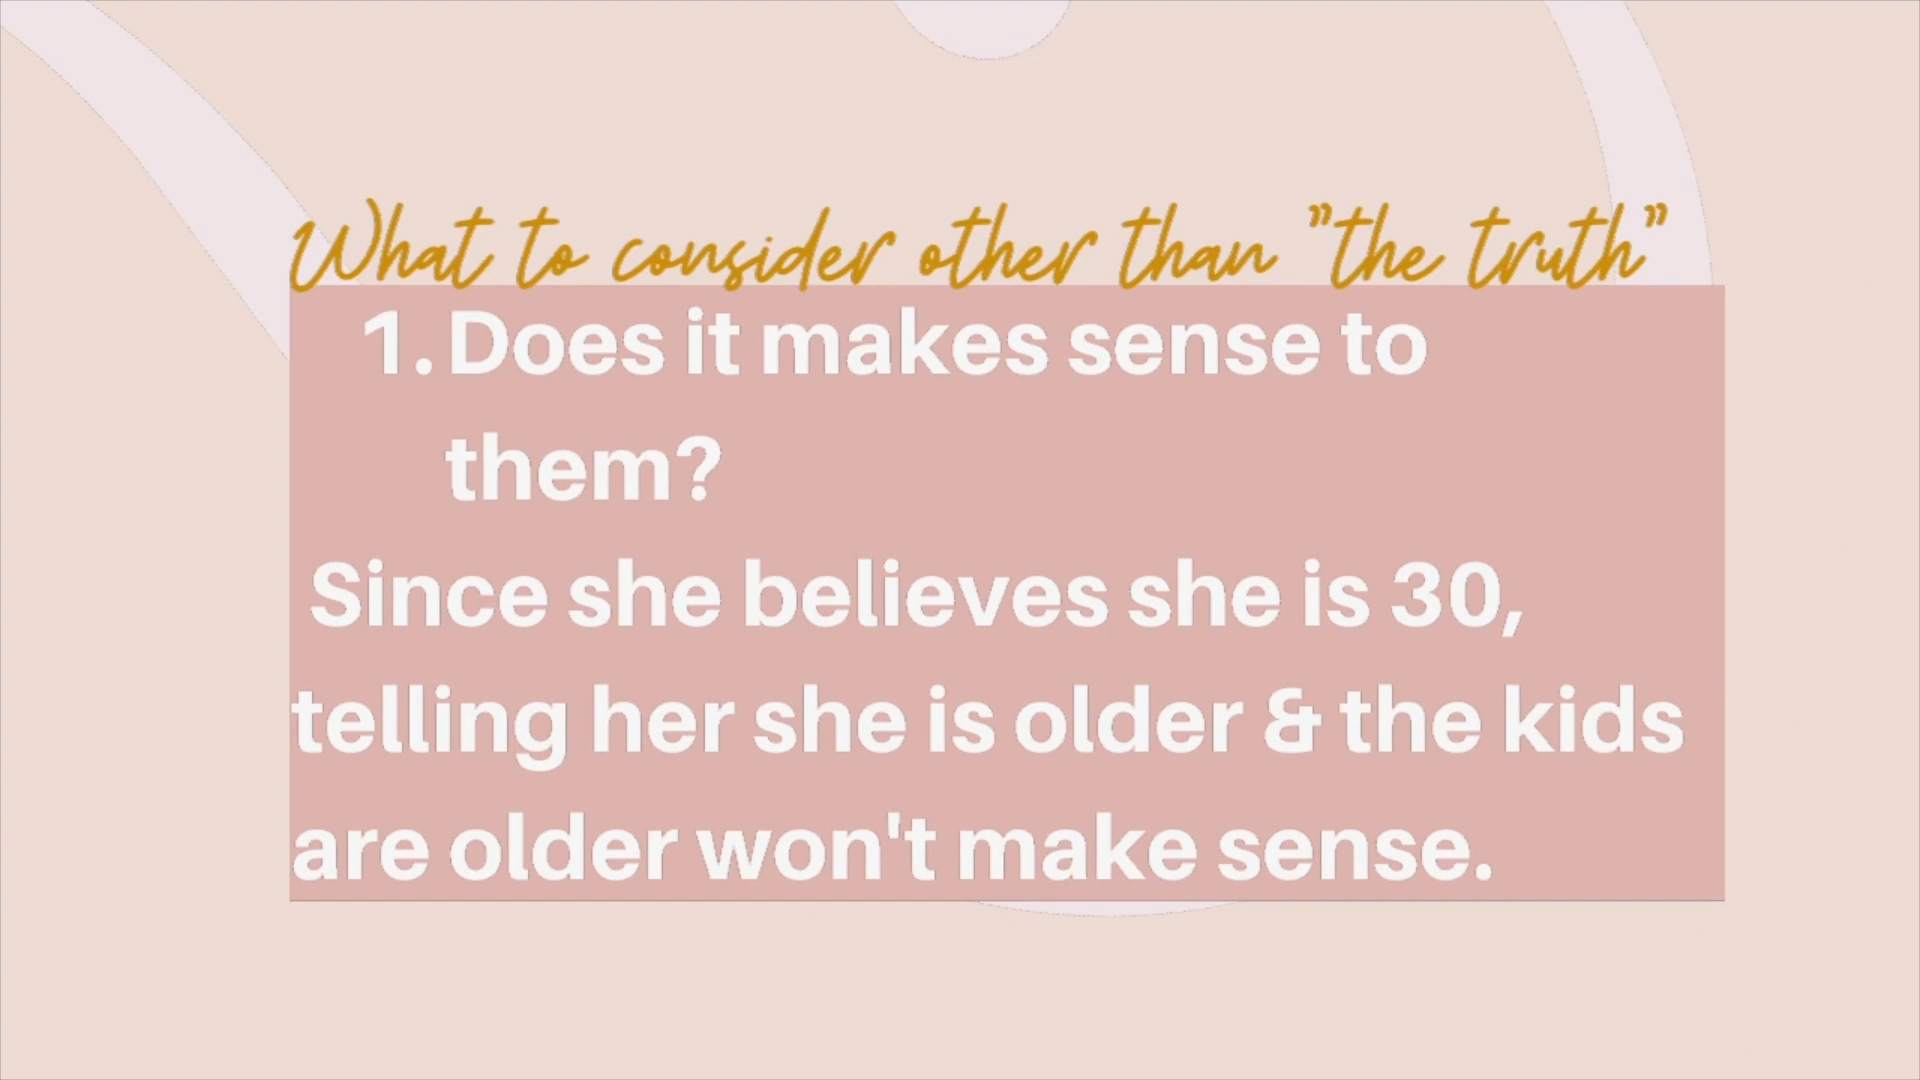 What to consider other than "the truth"
1. Does it makes sense to
them?
Since she believes she is 30,
telling her she is older & the kids
are older won't make sense.